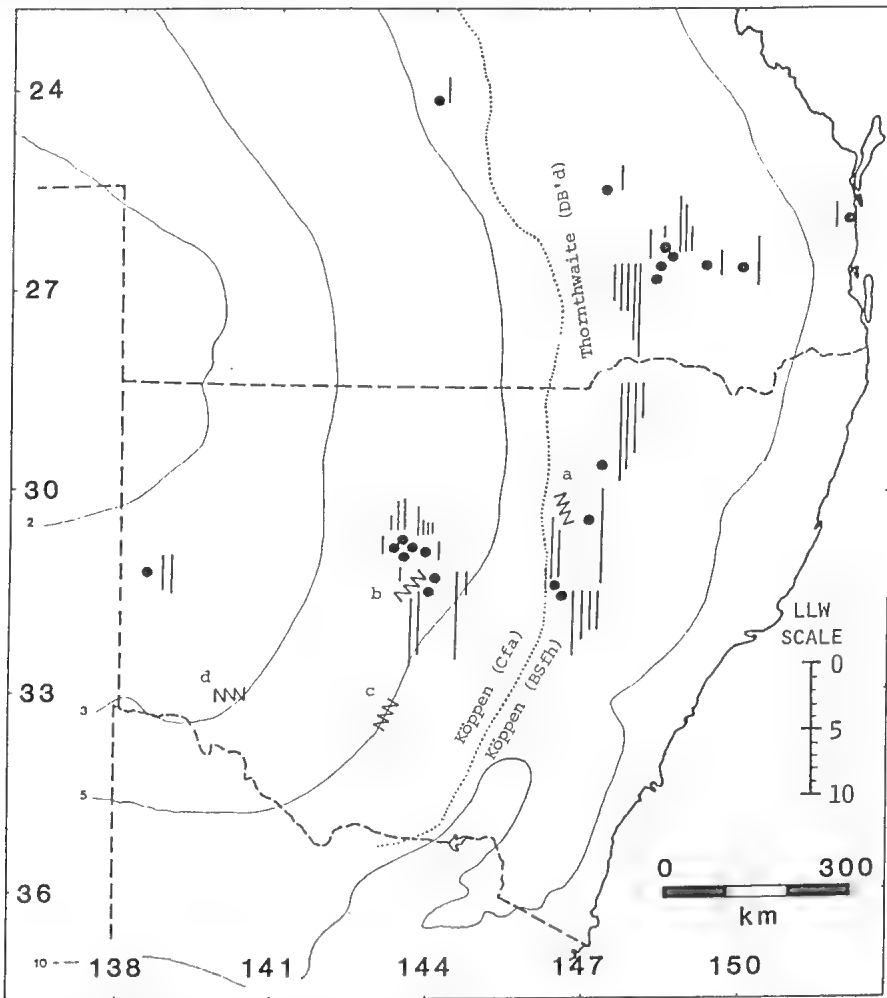 24
Thornthwaite (DB'd)
27
a
30
2
b
LLW
SCALE
0
d
c
Köppen (Cfa)
Köppen (BSfh)
33
3
5
5
10
0 300
36
km
10
138 141 144 147 150